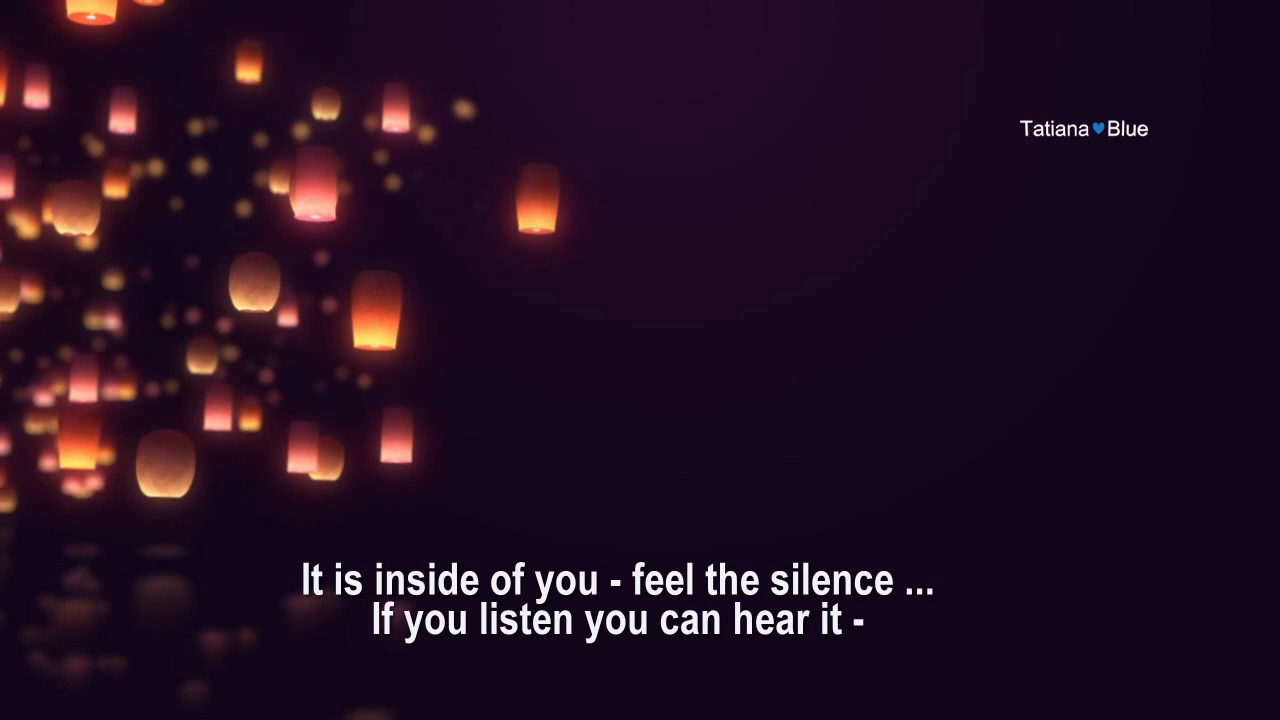 Tatiana💙Blue
It is inside of you - feel the silence ...
If you listen you can hear it -